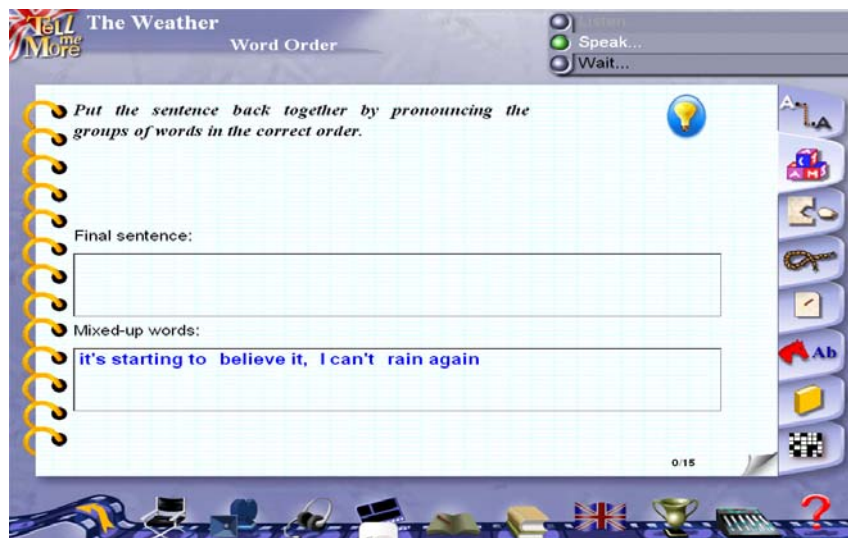 Tell me More
The Weather
Word Order
Listen
Speak...
Wait...
Put the sentence back together by pronouncing the
groups of words in the correct order.
A
A
C
A M S
Final sentence:
Mixed-up words:
it's starting to believe it, I can't rain again
Ab
0/15
?